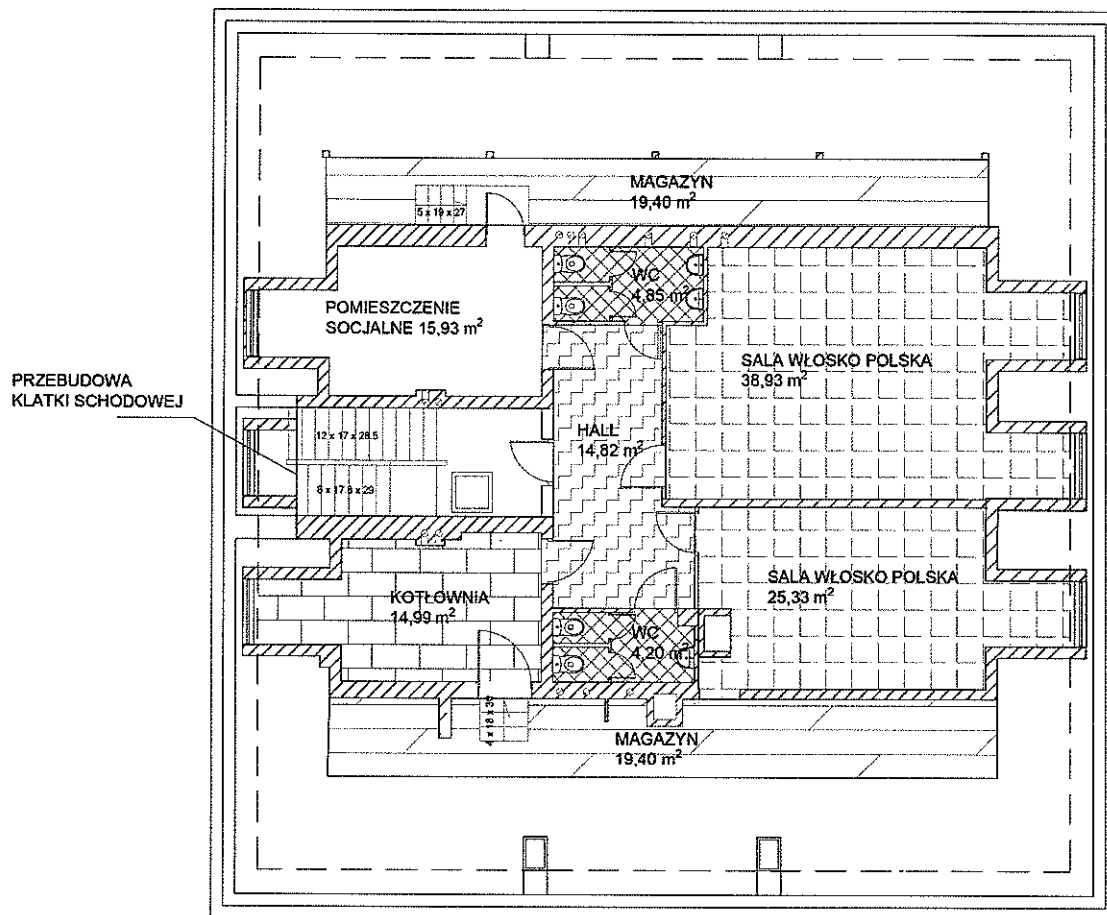 MAGAZYN
19,40 m²
5 x 19 x 27
WC
4,85 m²
POMIESZCZENIE
SOCJALNE 15,93 m²
SALA WŁOSKO POLSKA
38,93 m²
PRZEBUDOWA
KLATKI SCHODOWEJ
12 x 17 x 28.5
HALL
14,82 m²
8 x 17.8 x 29
SALA WŁOSKO POLSKA
25,33 m²
KOTŁOWNIA
14,99 m²
WC
4,20 m²
4 x 18 x 30
MAGAZYN
19,40 m²